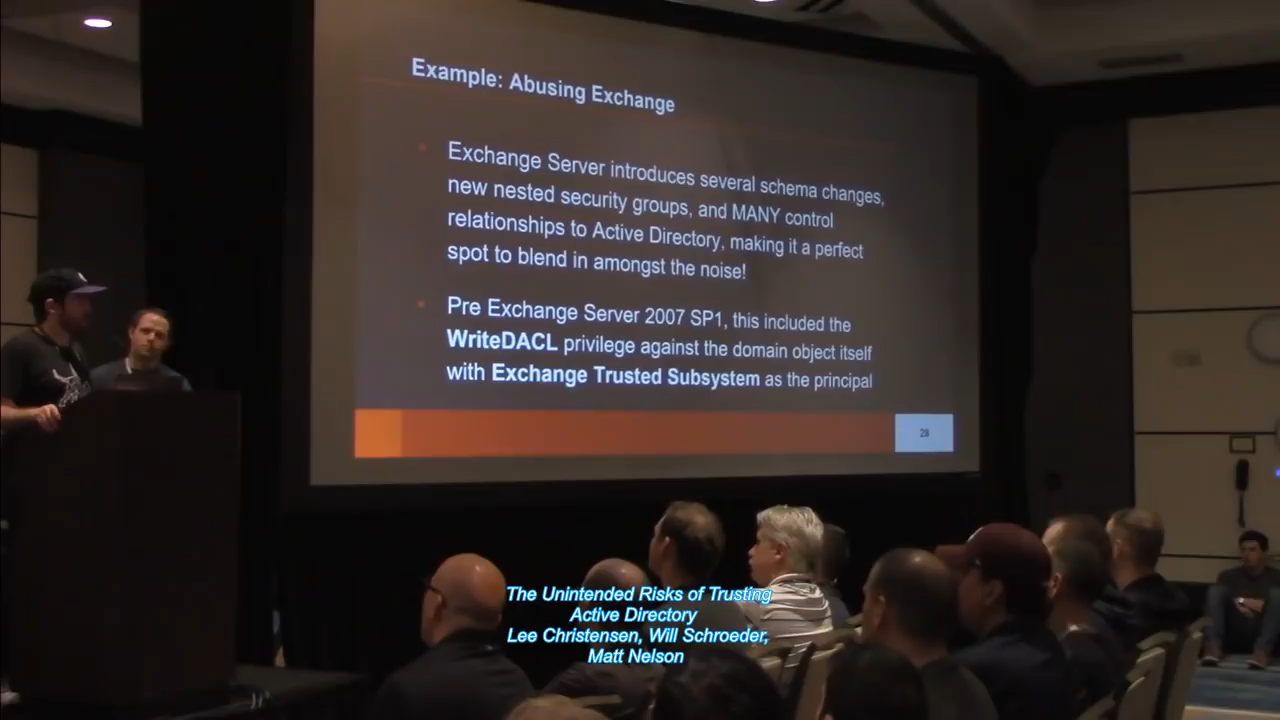 Example: Abusing Exchange
Exchange Server introduces several schema changes,
new nested security groups, and MANY control
relationships to Active Directory, making it a perfect
spot to blend in amongst the noise!
Pre Exchange Server 2007 SP1, this included the
WriteDACL privilege against the domain object itself
with Exchange Trusted Subsystem as the principal
28
The Unintended Risks of Trusting
Active Directory
Lee Christensen, Will Schroeder,
Matt Nelson